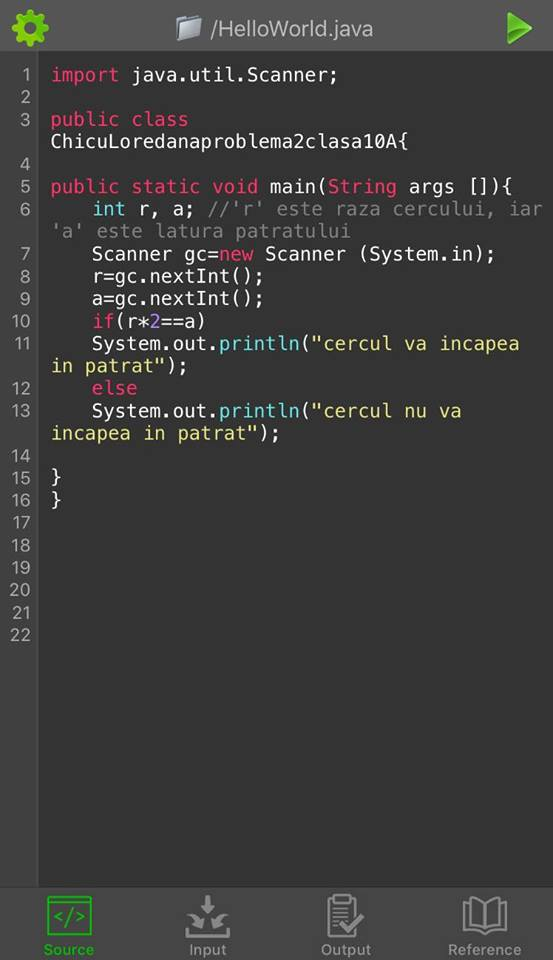 /HelloWorld.java
1 import java.util.Scanner;
2
3 public class
ChicuLoredanaproblema2clasa10A{
4
5 public static void main(String args []){
6 int r, a; //'r' este raza cercului, iar
'a' este latura patratului
7 Scanner gc=new Scanner (System.in);
8 r=gc.nextInt();
9 a=gc.nextInt();
10 if(r*2==a)
11 System.out.println("cercul va incapea
in patrat");
12 else
13 System.out.println("cercul nu va
incapea in patrat");
14
15 }
16 }
17
18
19
20
21
22
</> 
Source Input Output Reference